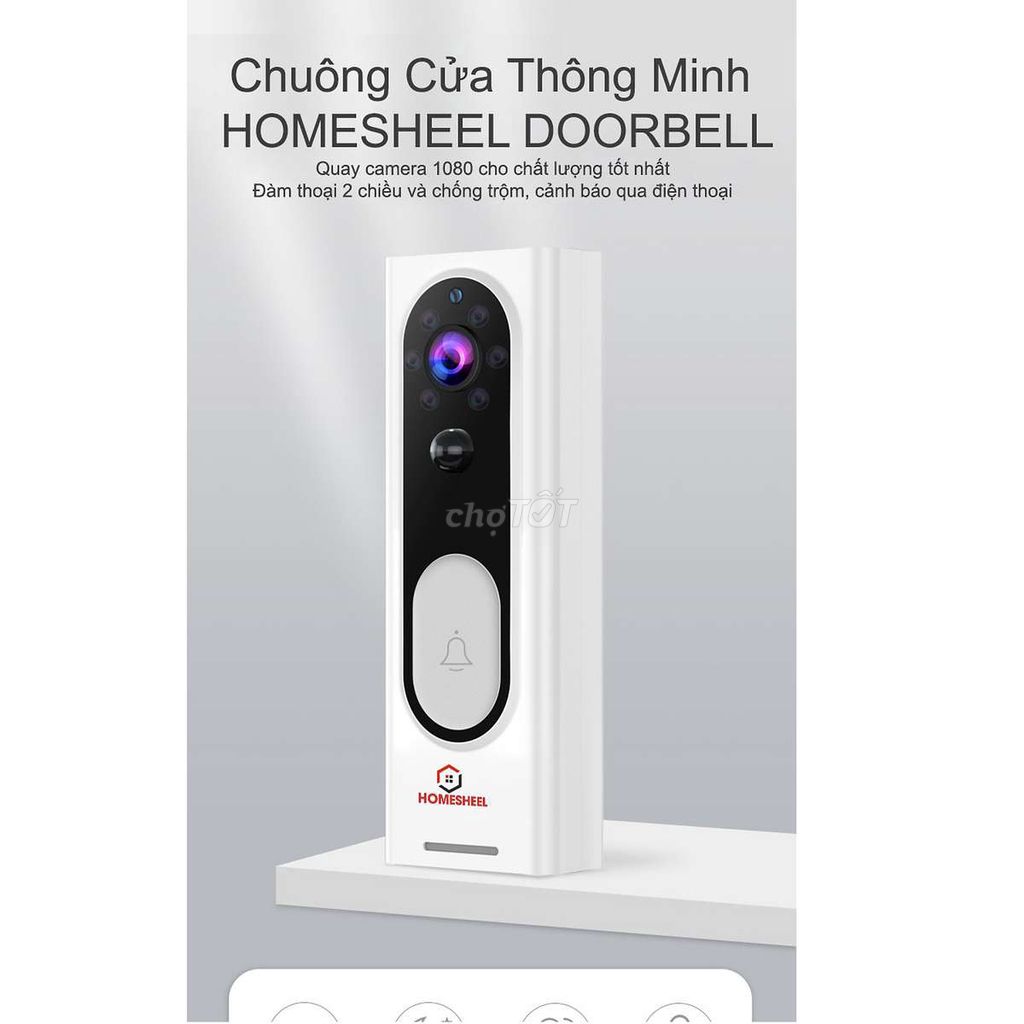 Chuông Cửa Thông Minh
HOMESHEEL DOORBELL
Quay camera 1080 cho chất lượng tốt nhất
Đàm thoại 2 chiều và chống trộm, cảnh báo qua điện thoại
chợTỐT
HOMESHEEL